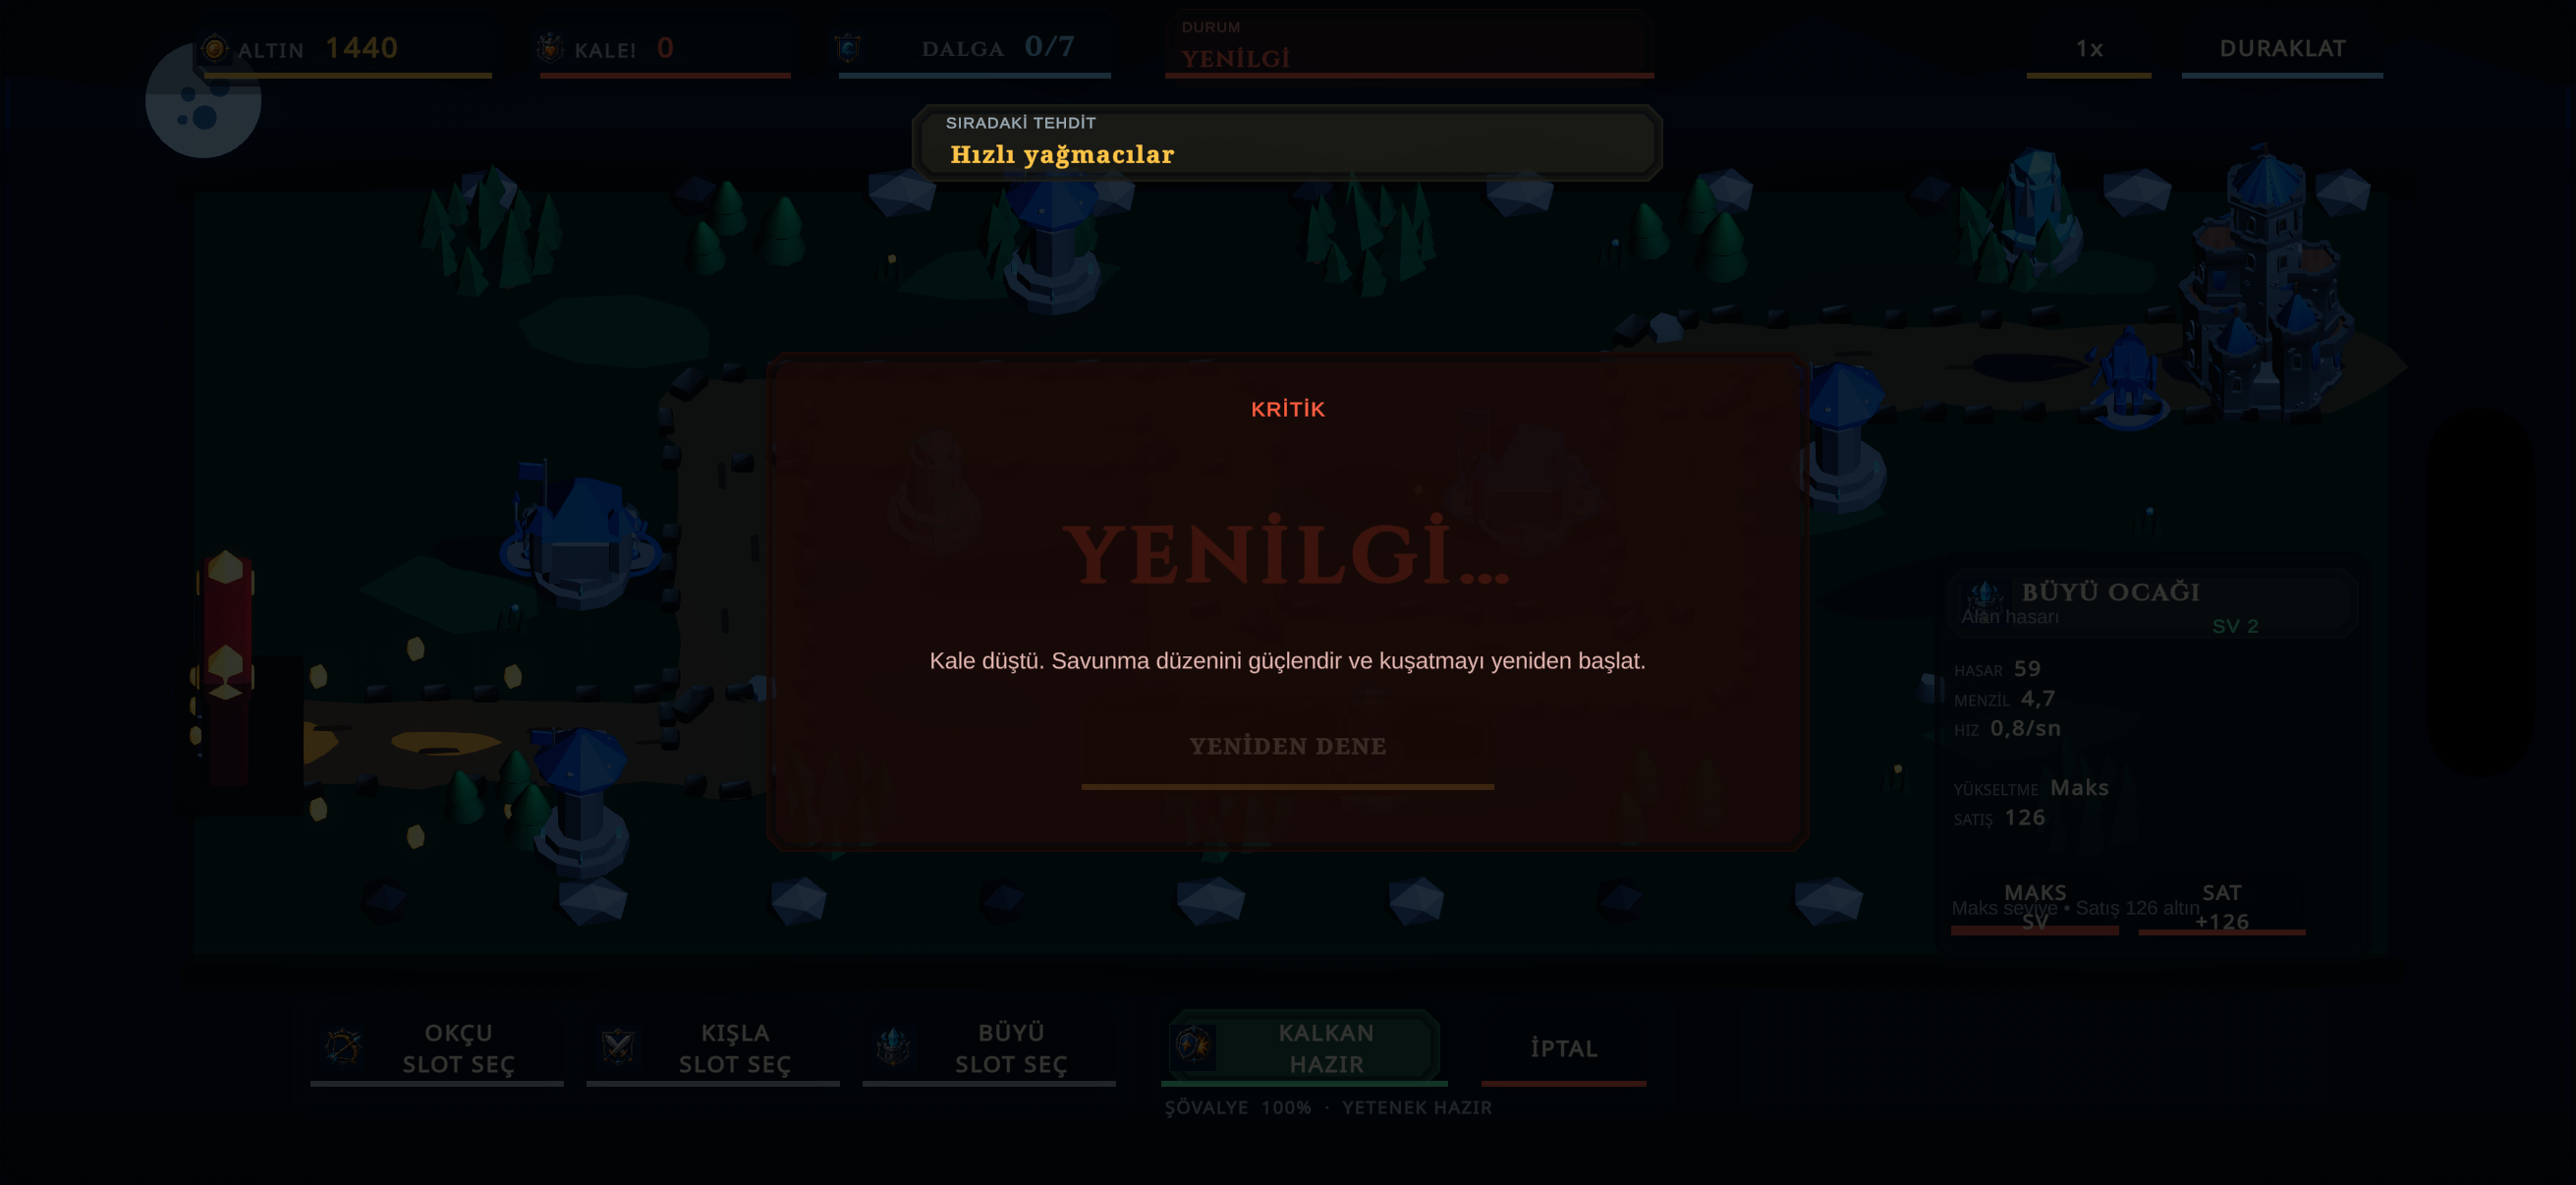 ALTIN 1440
KALE! 0
DALGA 0/7
DURUM
YENİLGİ
1x
DURAKLAT
SIRADAKİ TEHDİT
Hızlı yağmacılar
KRİTİK
YENİLGİ...
Kale düştü. Savunma düzenini güçlendir ve kuşatmayı yeniden başlat.
YENİDEN DENE
BÜYÜ OCAĞI
Alan hasarı
SV 2
HASAR 59
MENZİL 4,7
HIZ 0,8/sn
YÜKSELTME Maks
SATIŞ 126
MAKS
SV
SAT
+126
Maks seviye • Satış 126 altın
OKÇU
SLOT SEÇ
KIŞLA
SLOT SEÇ
BÜYÜ
SLOT SEÇ
KALKAN
HAZIR
İPTAL
ŞÖVALYE 100% · YETENEK HAZIR